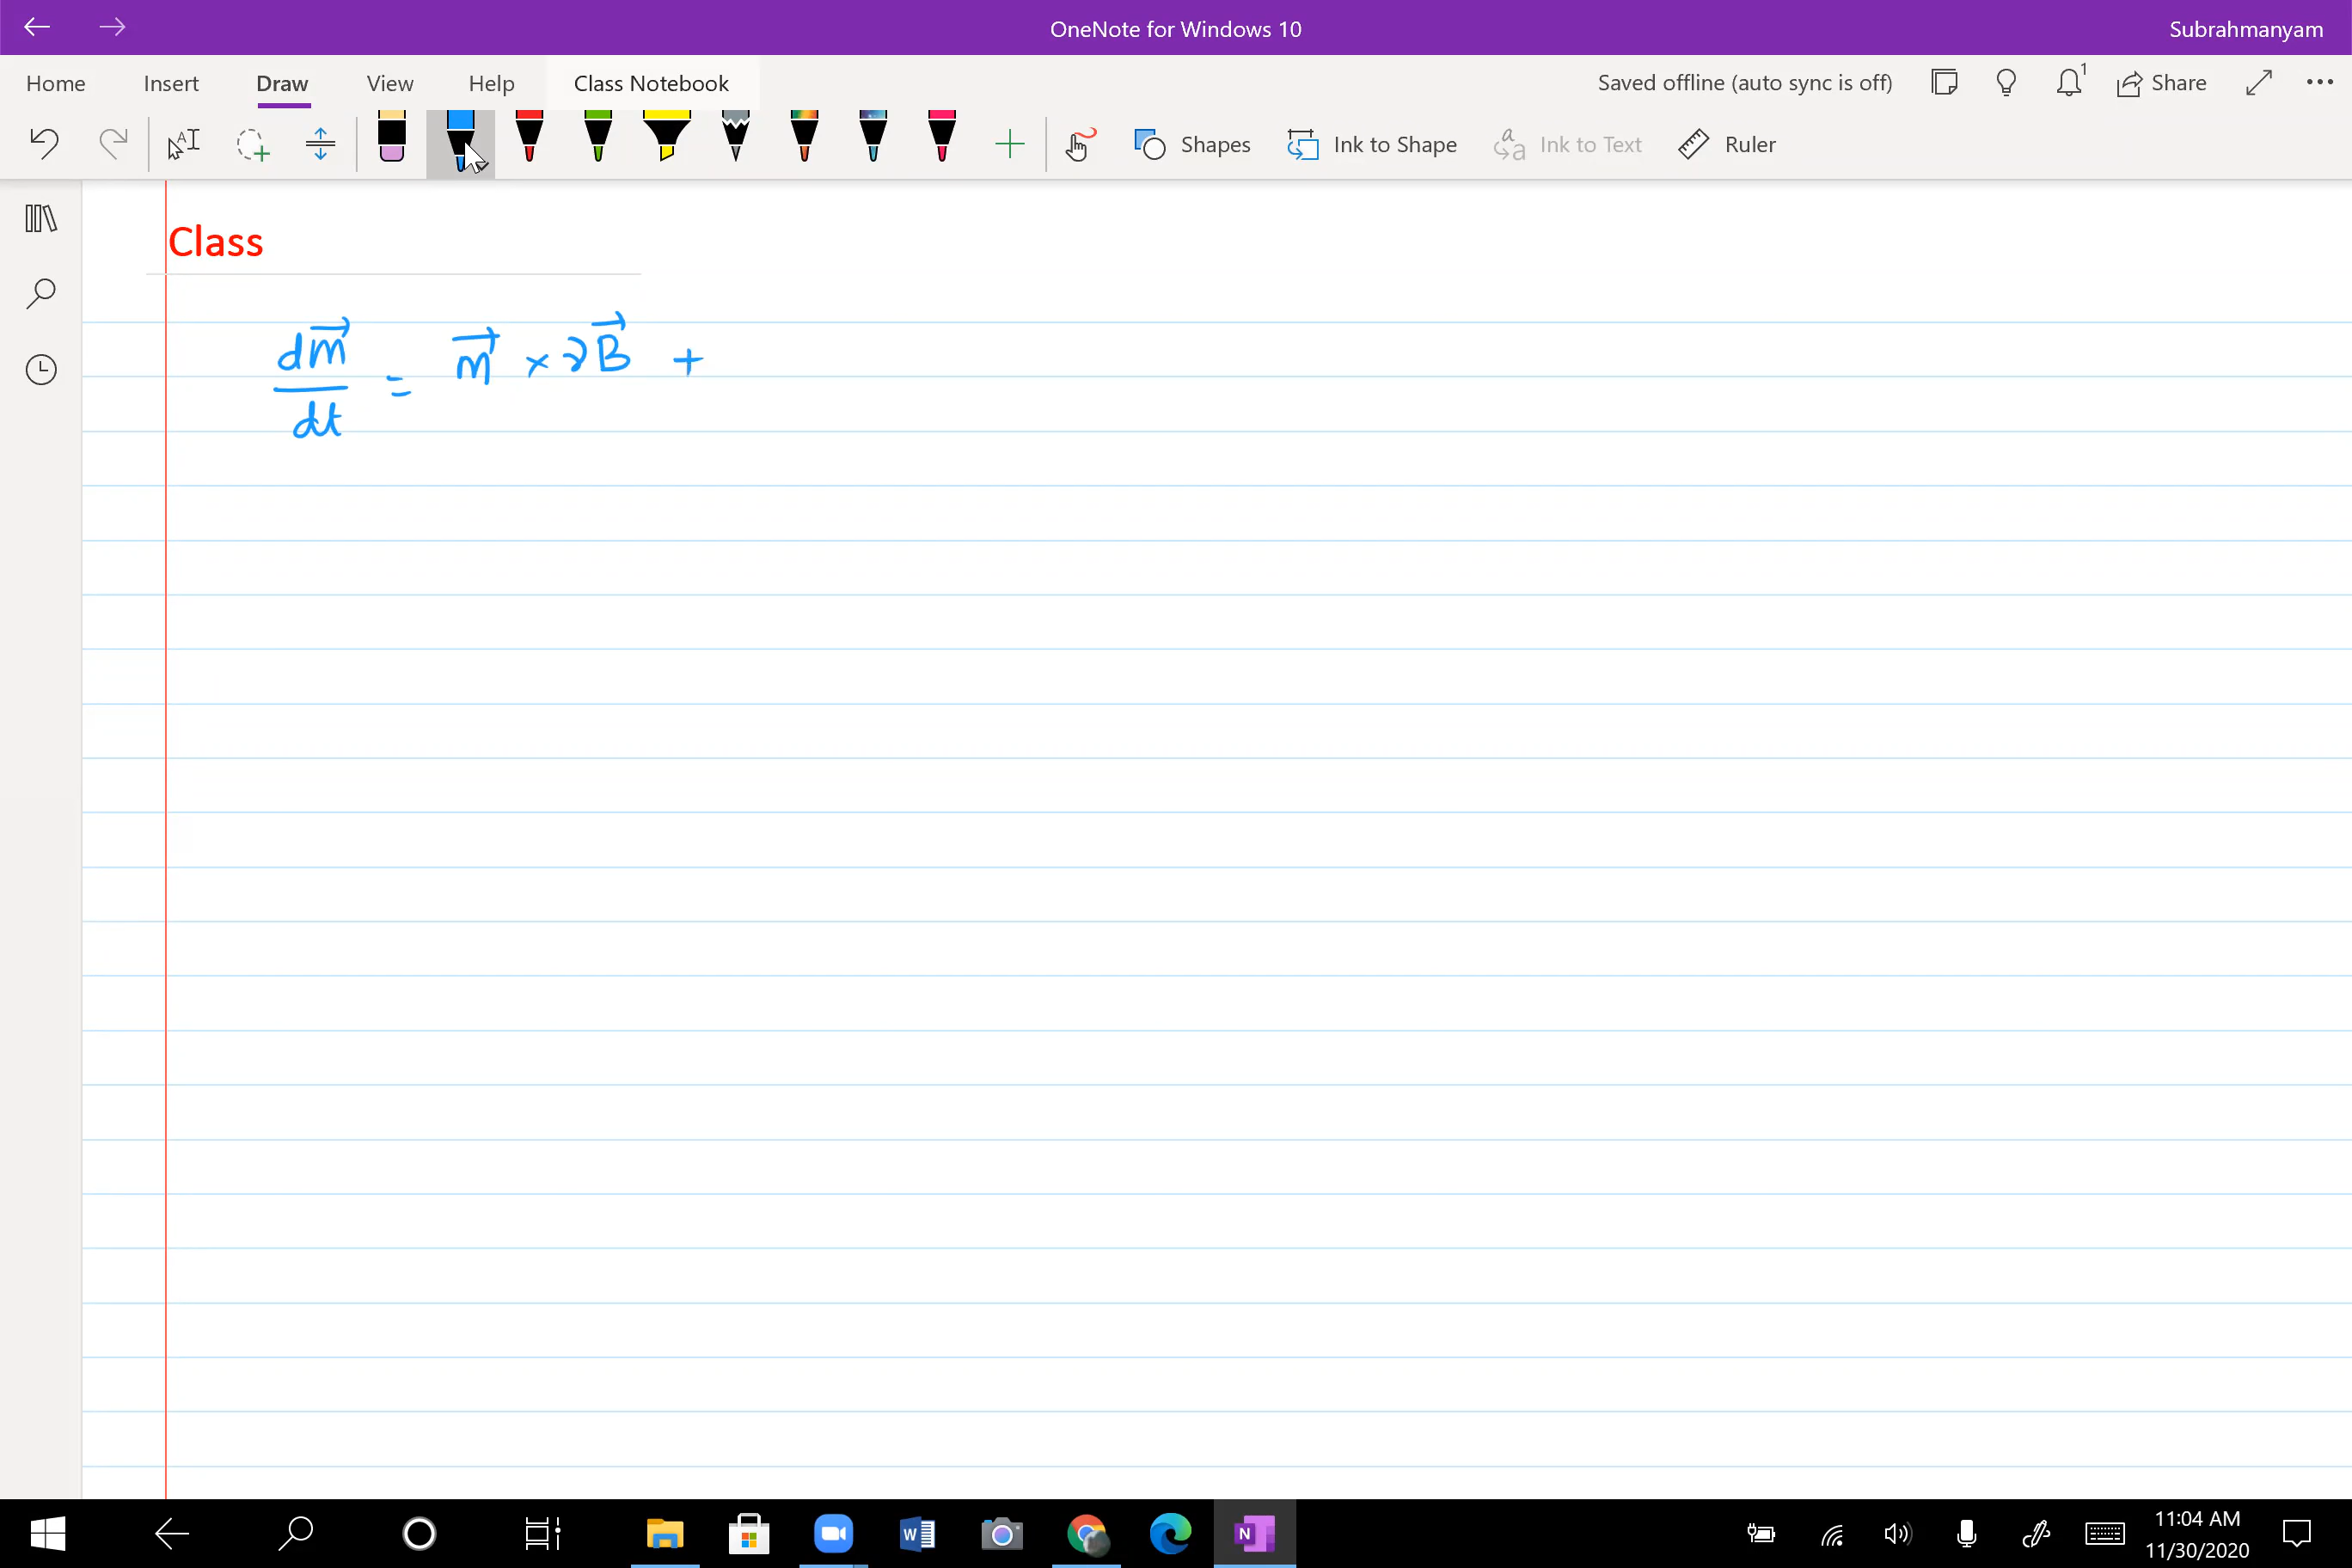 OneNote for Windows 10 Subrahmanyam
Home Insert Draw View Help Class Notebook Saved offline (auto sync is off) 1 Share
Shapes Ink to Shape Ink to Text Ruler
Class
dm⃗/dt = m⃗ × γB⃗ +
11:04 AM
11/30/2020